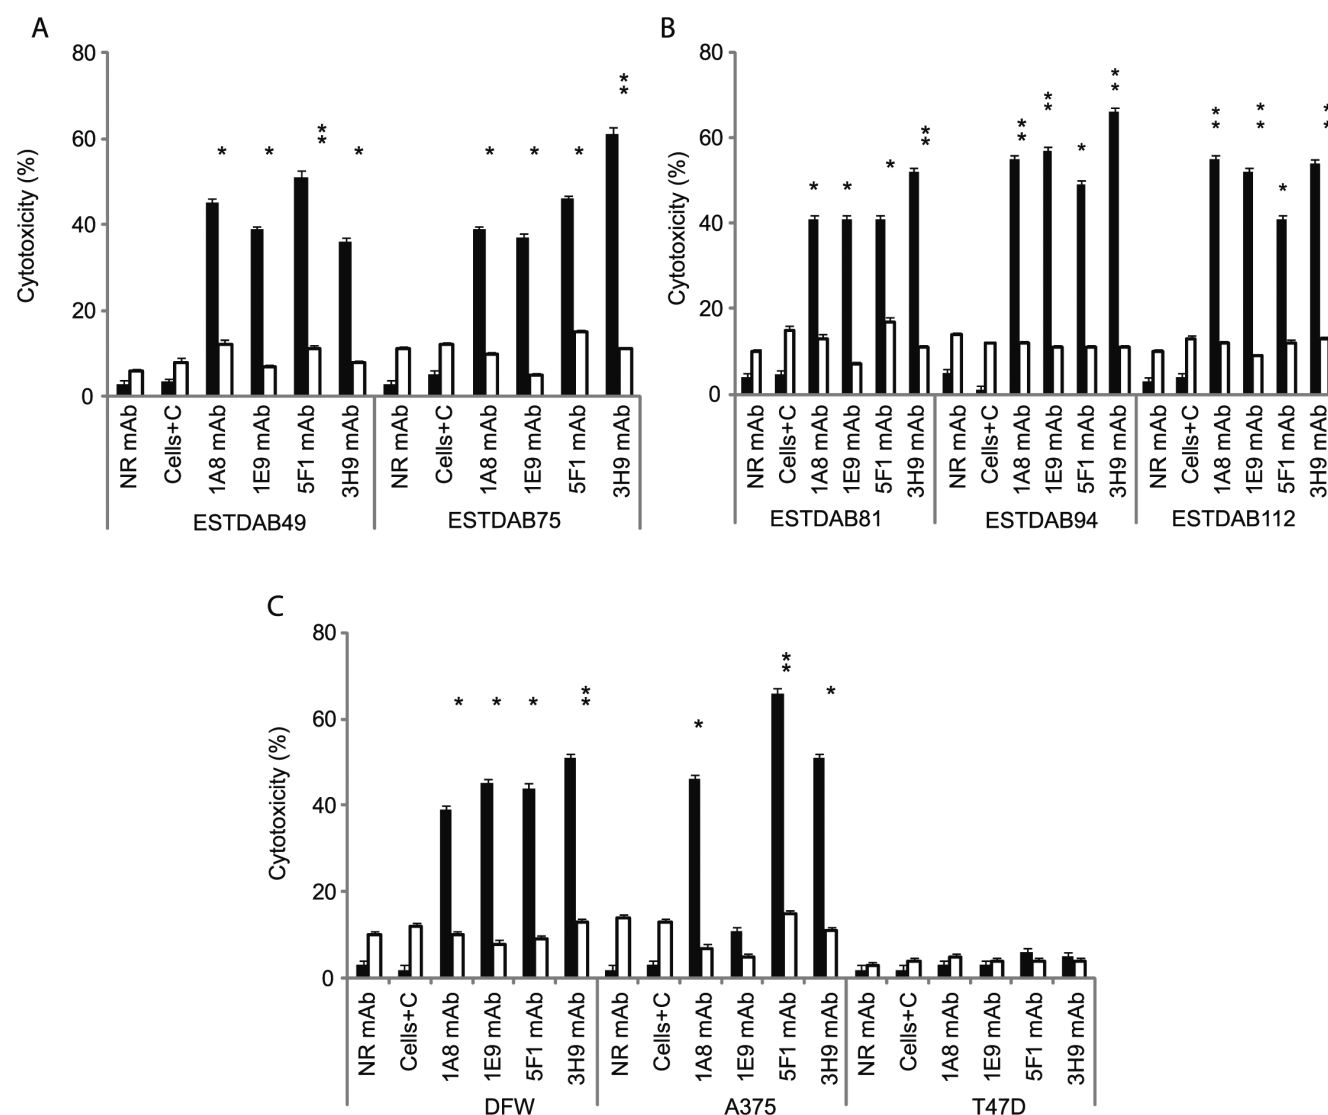 A
Cytotoxicity (%)
80
60
40
20
0
* * ** * * * * **
NR mAb
Cells+C
1A8 mAb
1E9 mAb
5F1 mAb
3H9 mAb
NR mAb
Cells+C
1A8 mAb
1E9 mAb
5F1 mAb
3H9 mAb
ESTDAB49 ESTDAB75
B
Cytotoxicity (%)
80
60
40
20
0
* * * ** ** ** * ** ** ** * **
NR mAb
Cells+C
1A8 mAb
1E9 mAb
5F1 mAb
3H9 mAb
NR mAb
Cells+C
1A8 mAb
1E9 mAb
5F1 mAb
3H9 mAb
NR mAb
Cells+C
1A8 mAb
1E9 mAb
5F1 mAb
3H9 mAb
ESTDAB81 ESTDAB94 ESTDAB112
C
Cytotoxicity (%)
80
60
40
20
0
* * * ** * ** *
NR mAb
Cells+C
1A8 mAb
1E9 mAb
5F1 mAb
3H9 mAb
NR mAb
Cells+C
1A8 mAb
1E9 mAb
5F1 mAb
3H9 mAb
NR mAb
Cells+C
1A8 mAb
1E9 mAb
5F1 mAb
3H9 mAb
DFW A375 T47D